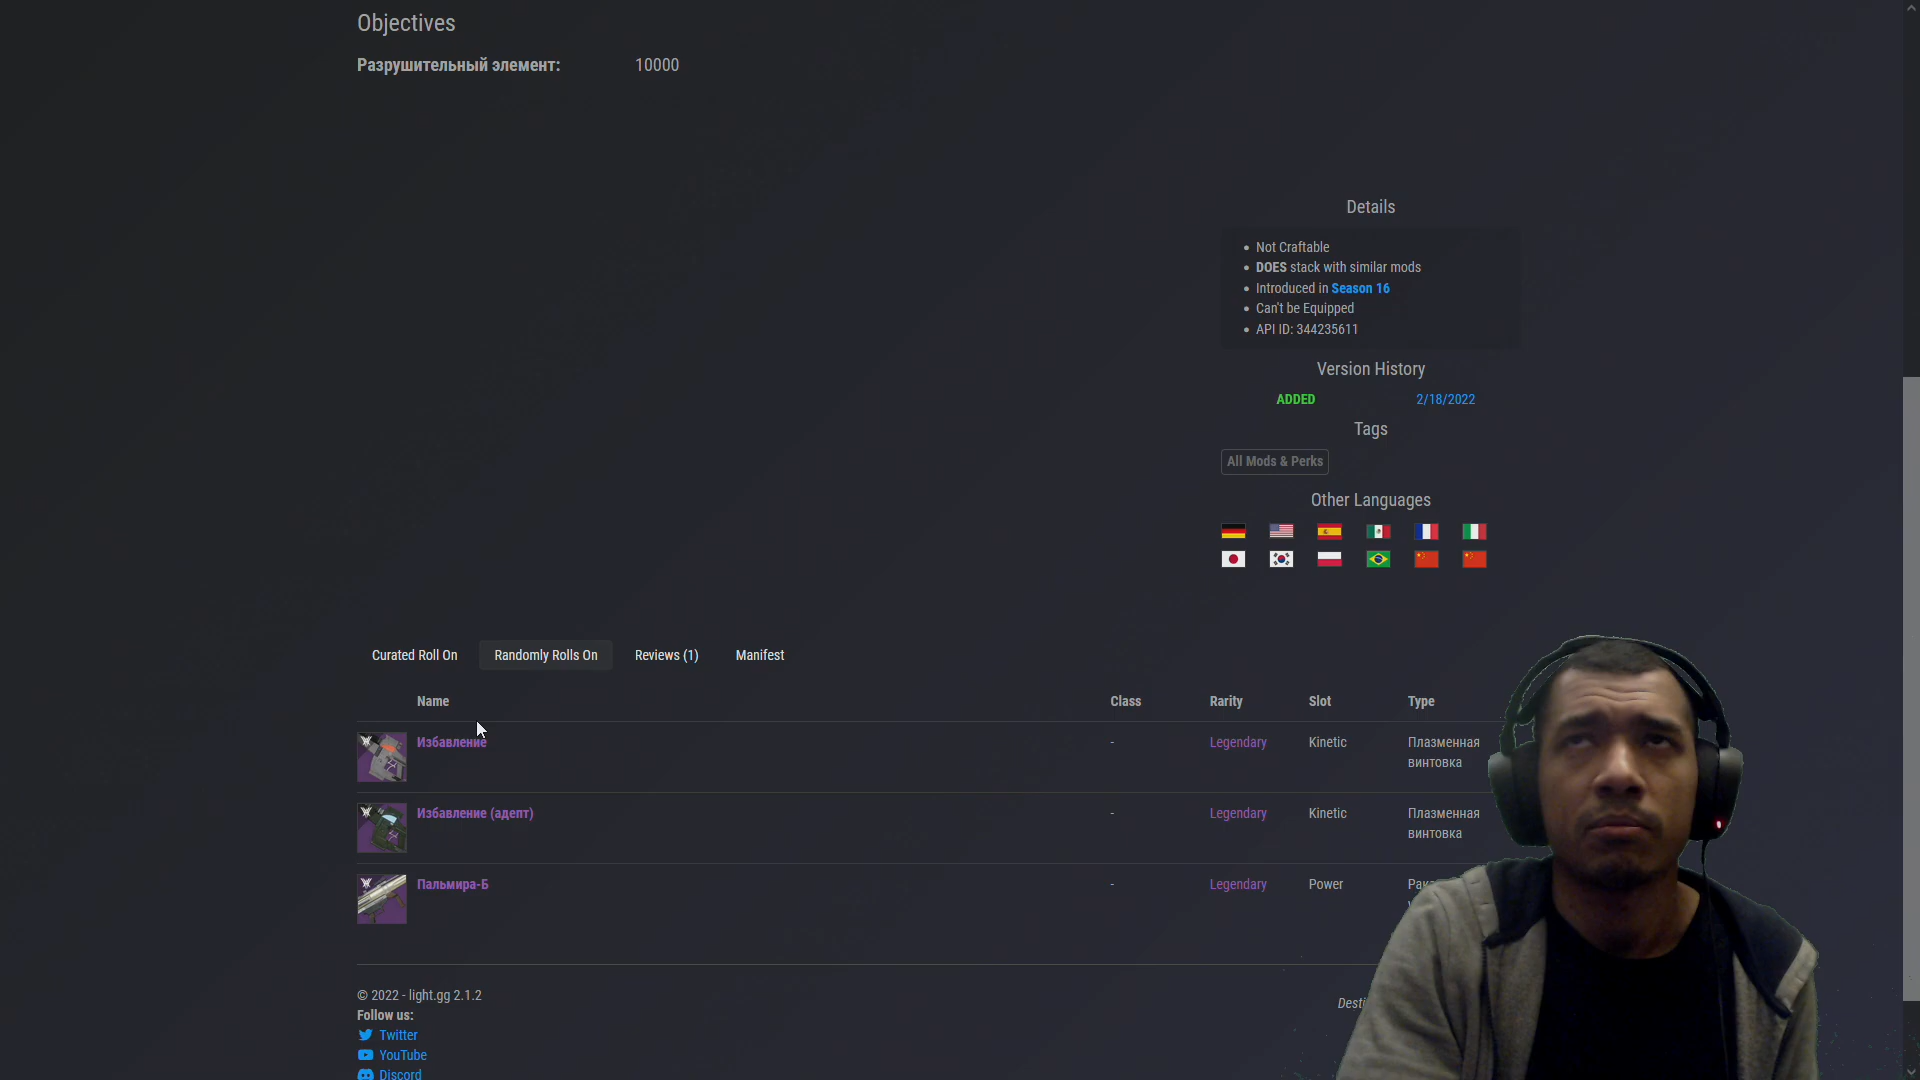 Objectives
Разрушительный элемент: 10000
Details
Not Craftable
DOES stack with similar mods
Introduced in Season 16
Can't be Equipped
API ID: 344235611
Version History
ADDED 2/18/2022
Tags
All Mods & Perks
Other Languages
Curated Roll On Randomly Rolls On Reviews (1) Manifest
Name Class Rarity Slot Type
Избавление - Legendary Kinetic Плазменная
винтовка
Избавление (адепт) - Legendary Kinetic Плазменная
винтовка
Пальмира-Б - Legendary Power
© 2022 - light.gg 2.1.2
Follow us:
Twitter
YouTube
Discord